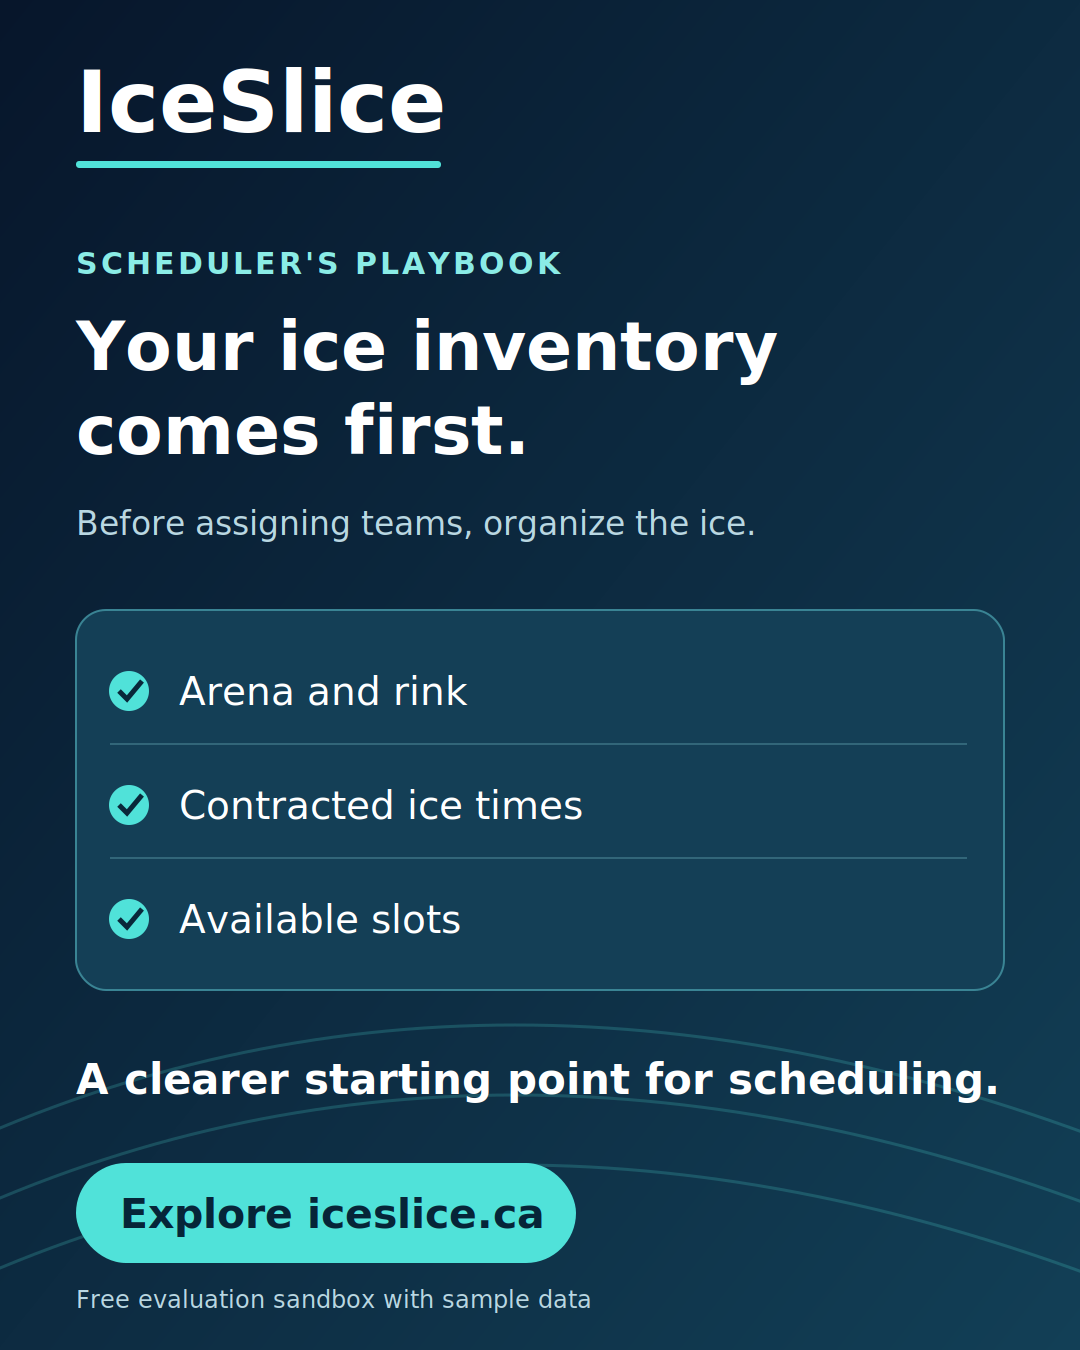 IceSlice
SCHEDULER'S PLAYBOOK
Your ice inventory
comes first.
Before assigning teams, organize the ice.
Arena and rink
Contracted ice times
Available slots
A clearer starting point for scheduling.
Explore iceslice.ca
Free evaluation sandbox with sample data